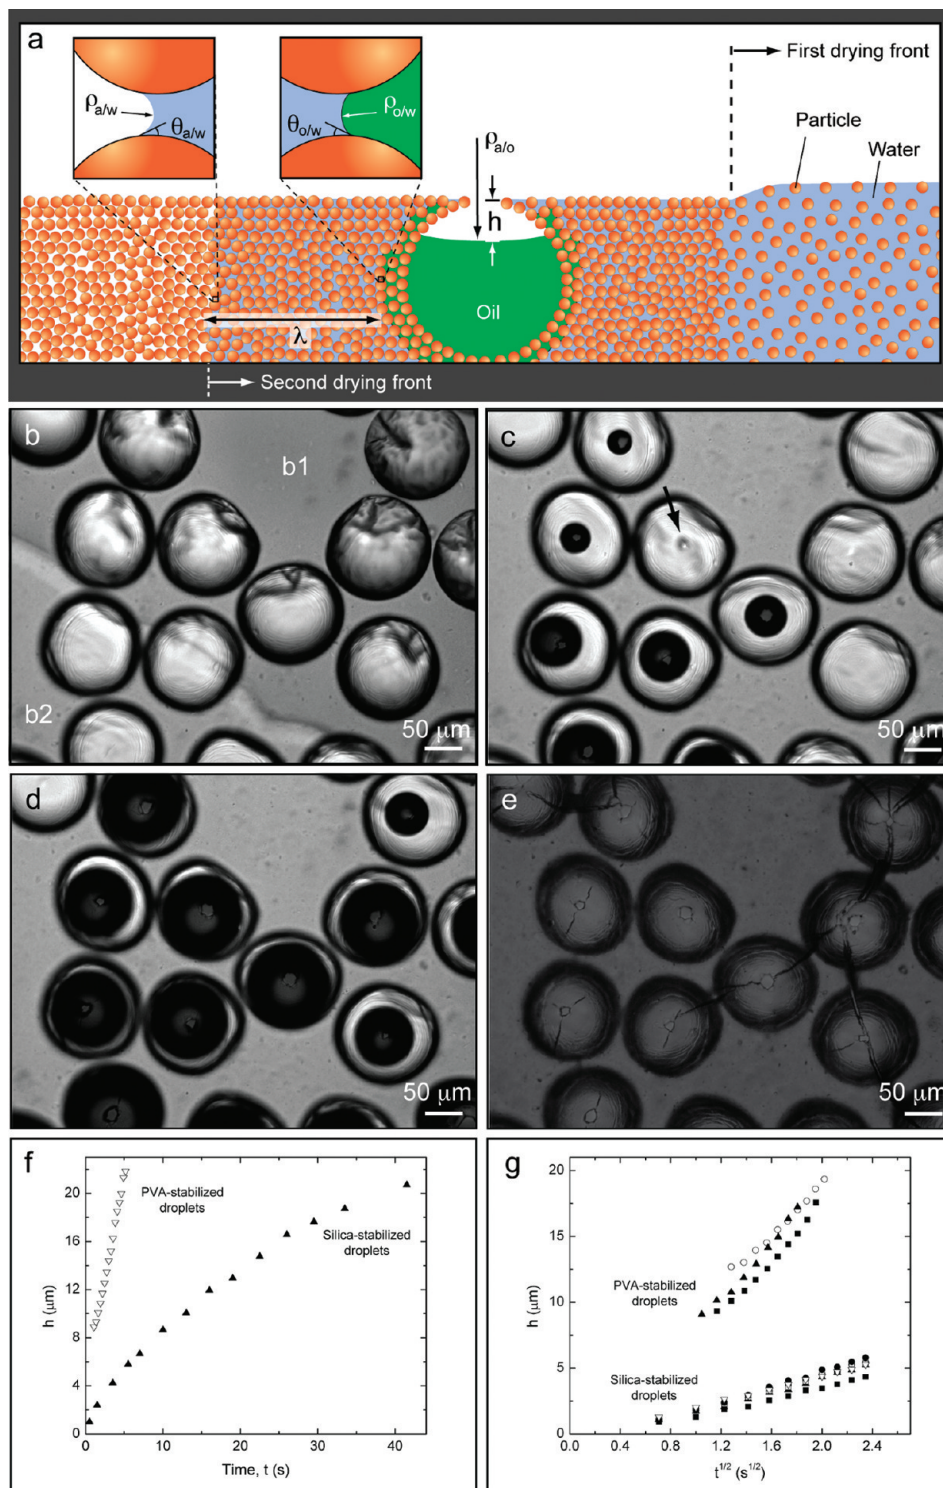 a
First drying front
ρa/w
θa/w
θo/w
ρo/w
ρa/o
Particle
Water
h
Oil
λ
Second drying front
b
b1
b2
50 μm
c
50 μm
d
50 μm
e
50 μm
f
PVA-stabilized
droplets
Silica-stabilized
droplets
h (μm)
20
16
12
8
4
0
0 10 20 30 40
Time, t (s)
g
PVA-stabilized
droplets
Silica-stabilized
droplets
h (μm)
20
15
10
5
0
0.0 0.4 0.8 1.2 1.6 2.0 2.4
t1/2 (s1/2)